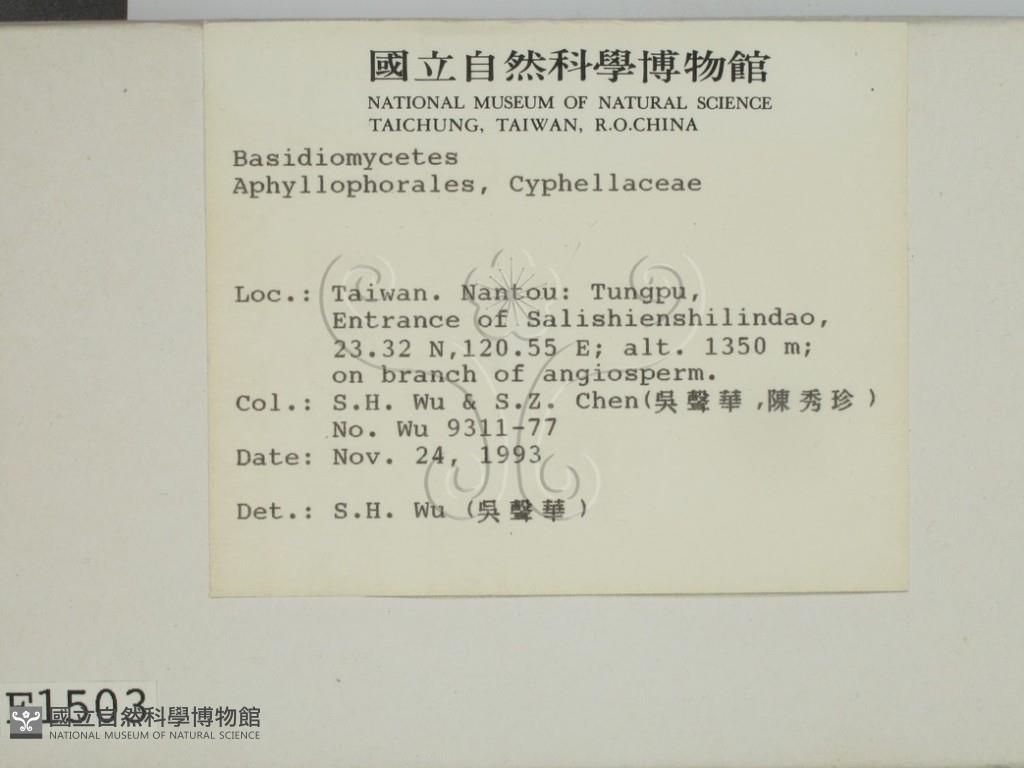 國立自然科學博物館
NATIONAL MUSEUM OF NATURAL SCIENCE
TAICHUNG, TAIWAN, R.O.CHINA
Basidiomycetes
Aphyllophorales, Cyphellaceae
Loc.: Taiwan. Nantou: Tungpu,
Entrance of Salishienshilindao,
23.32 N,120.55 E; alt. 1350 m;
on branch of angiosperm.
Col.: S.H. Wu & S.Z. Chen(吳聲華,陳秀珍)
No. Wu 9311-77
Date: Nov. 24, 1993
Det.: S.H. Wu (吳聲華)
F1503
國立自然科學博物館
NATIONAL MUSEUM OF NATURAL SCIENCE